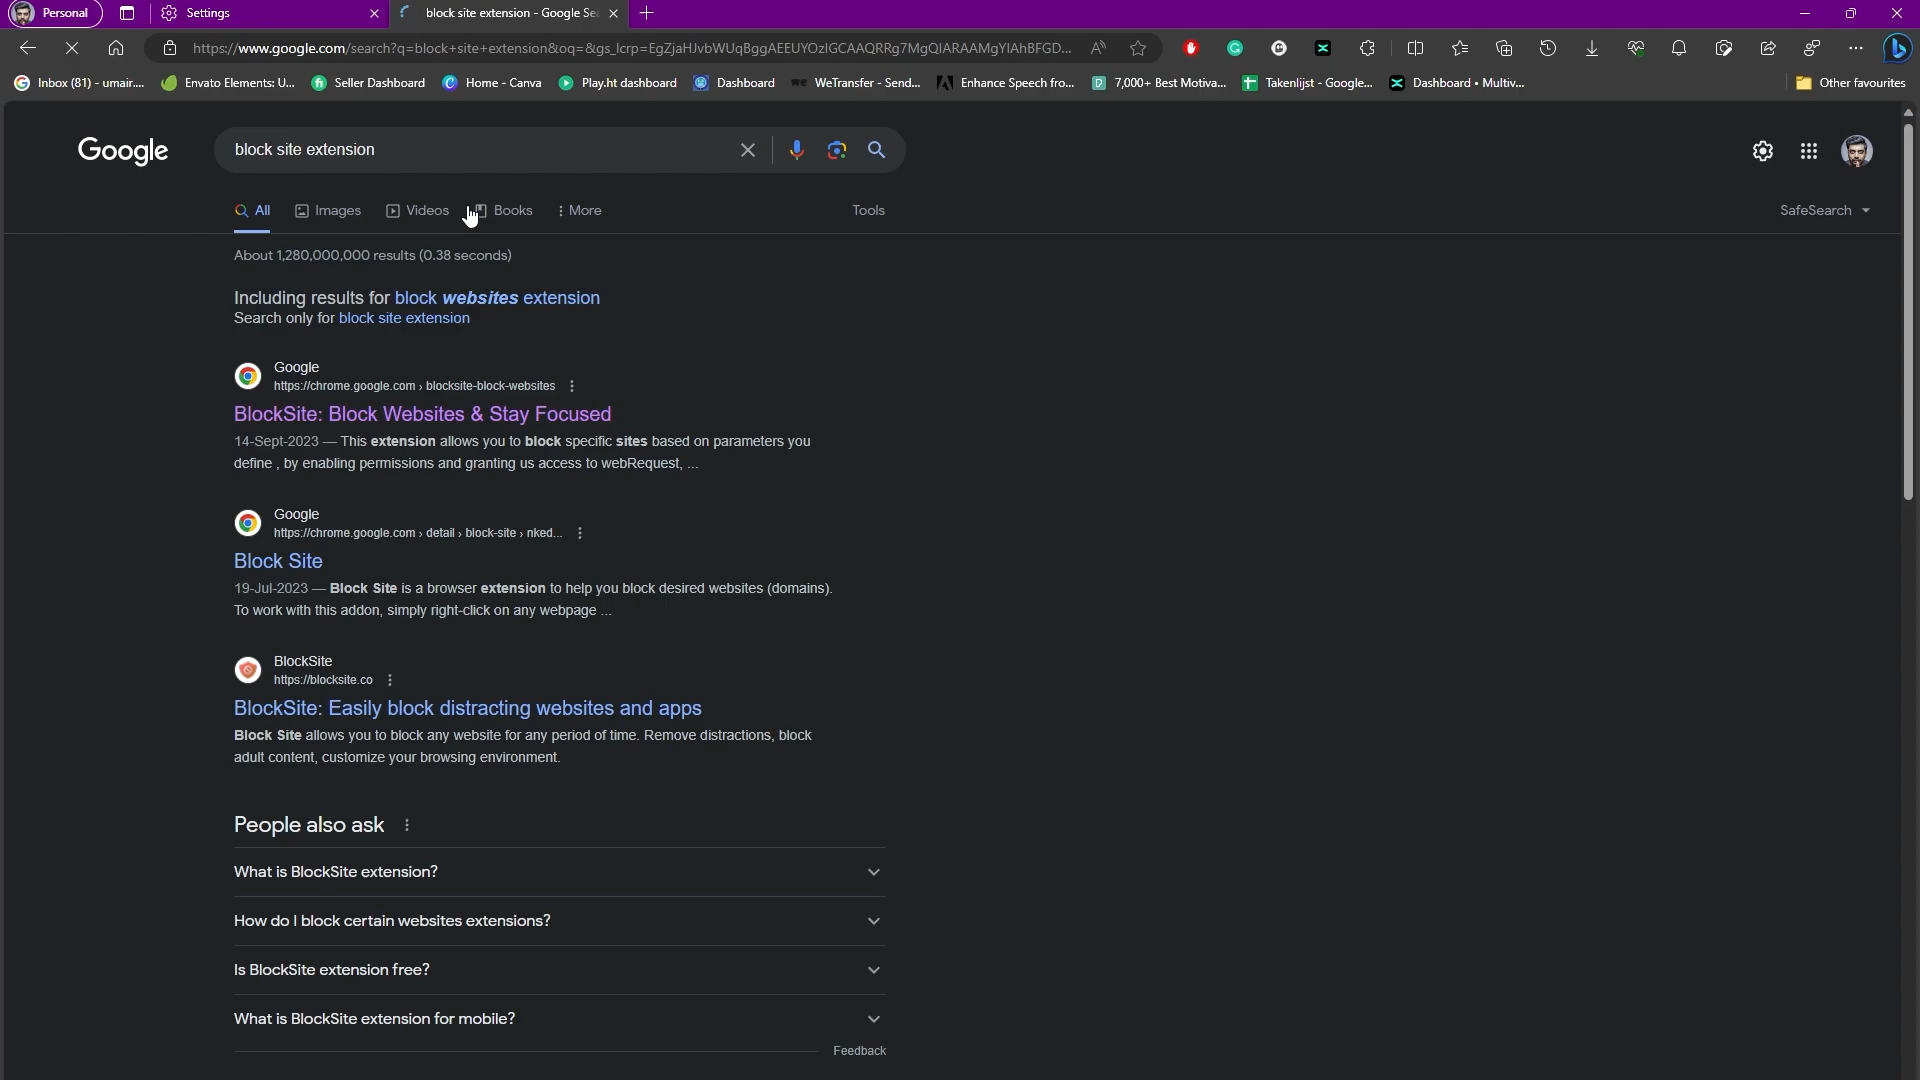 Personal
Settings
block site extension - Google Se
https://www.google.com/search?q=block+site+extension&oq=&gs_lcrp=EgZjaHJvbWUqBggAEEUYOzIGCAAQRRg7MgQIARAAMgYIAhBFGD...
Inbox (81) - umair.... Envato Elements: U... Seller Dashboard Home - Canva Play.ht dashboard Dashboard WeTransfer - Send... Enhance Speech fro... 7,000+ Best Motiva... Takenlijst - Google... Dashboard • Multiv... Other favourites
Google
block site extension
All Images Videos Books More Tools SafeSearch
About 1,280,000,000 results (0.38 seconds)
Including results for block websites extension
Search only for block site extension
Google
https://chrome.google.com › blocksite-block-websites
BlockSite: Block Websites & Stay Focused
14-Sept-2023 — This extension allows you to block specific sites based on parameters you
define , by enabling permissions and granting us access to webRequest, ...
Google
https://chrome.google.com › detail › block-site › nked...
Block Site
19-Jul-2023 — Block Site is a browser extension to help you block desired websites (domains).
To work with this addon, simply right-click on any webpage ...
BlockSite
https://blocksite.co
BlockSite: Easily block distracting websites and apps
Block Site allows you to block any website for any period of time. Remove distractions, block
adult content, customize your browsing environment.
People also ask
What is BlockSite extension?
How do I block certain websites extensions?
Is BlockSite extension free?
What is BlockSite extension for mobile?
Feedback